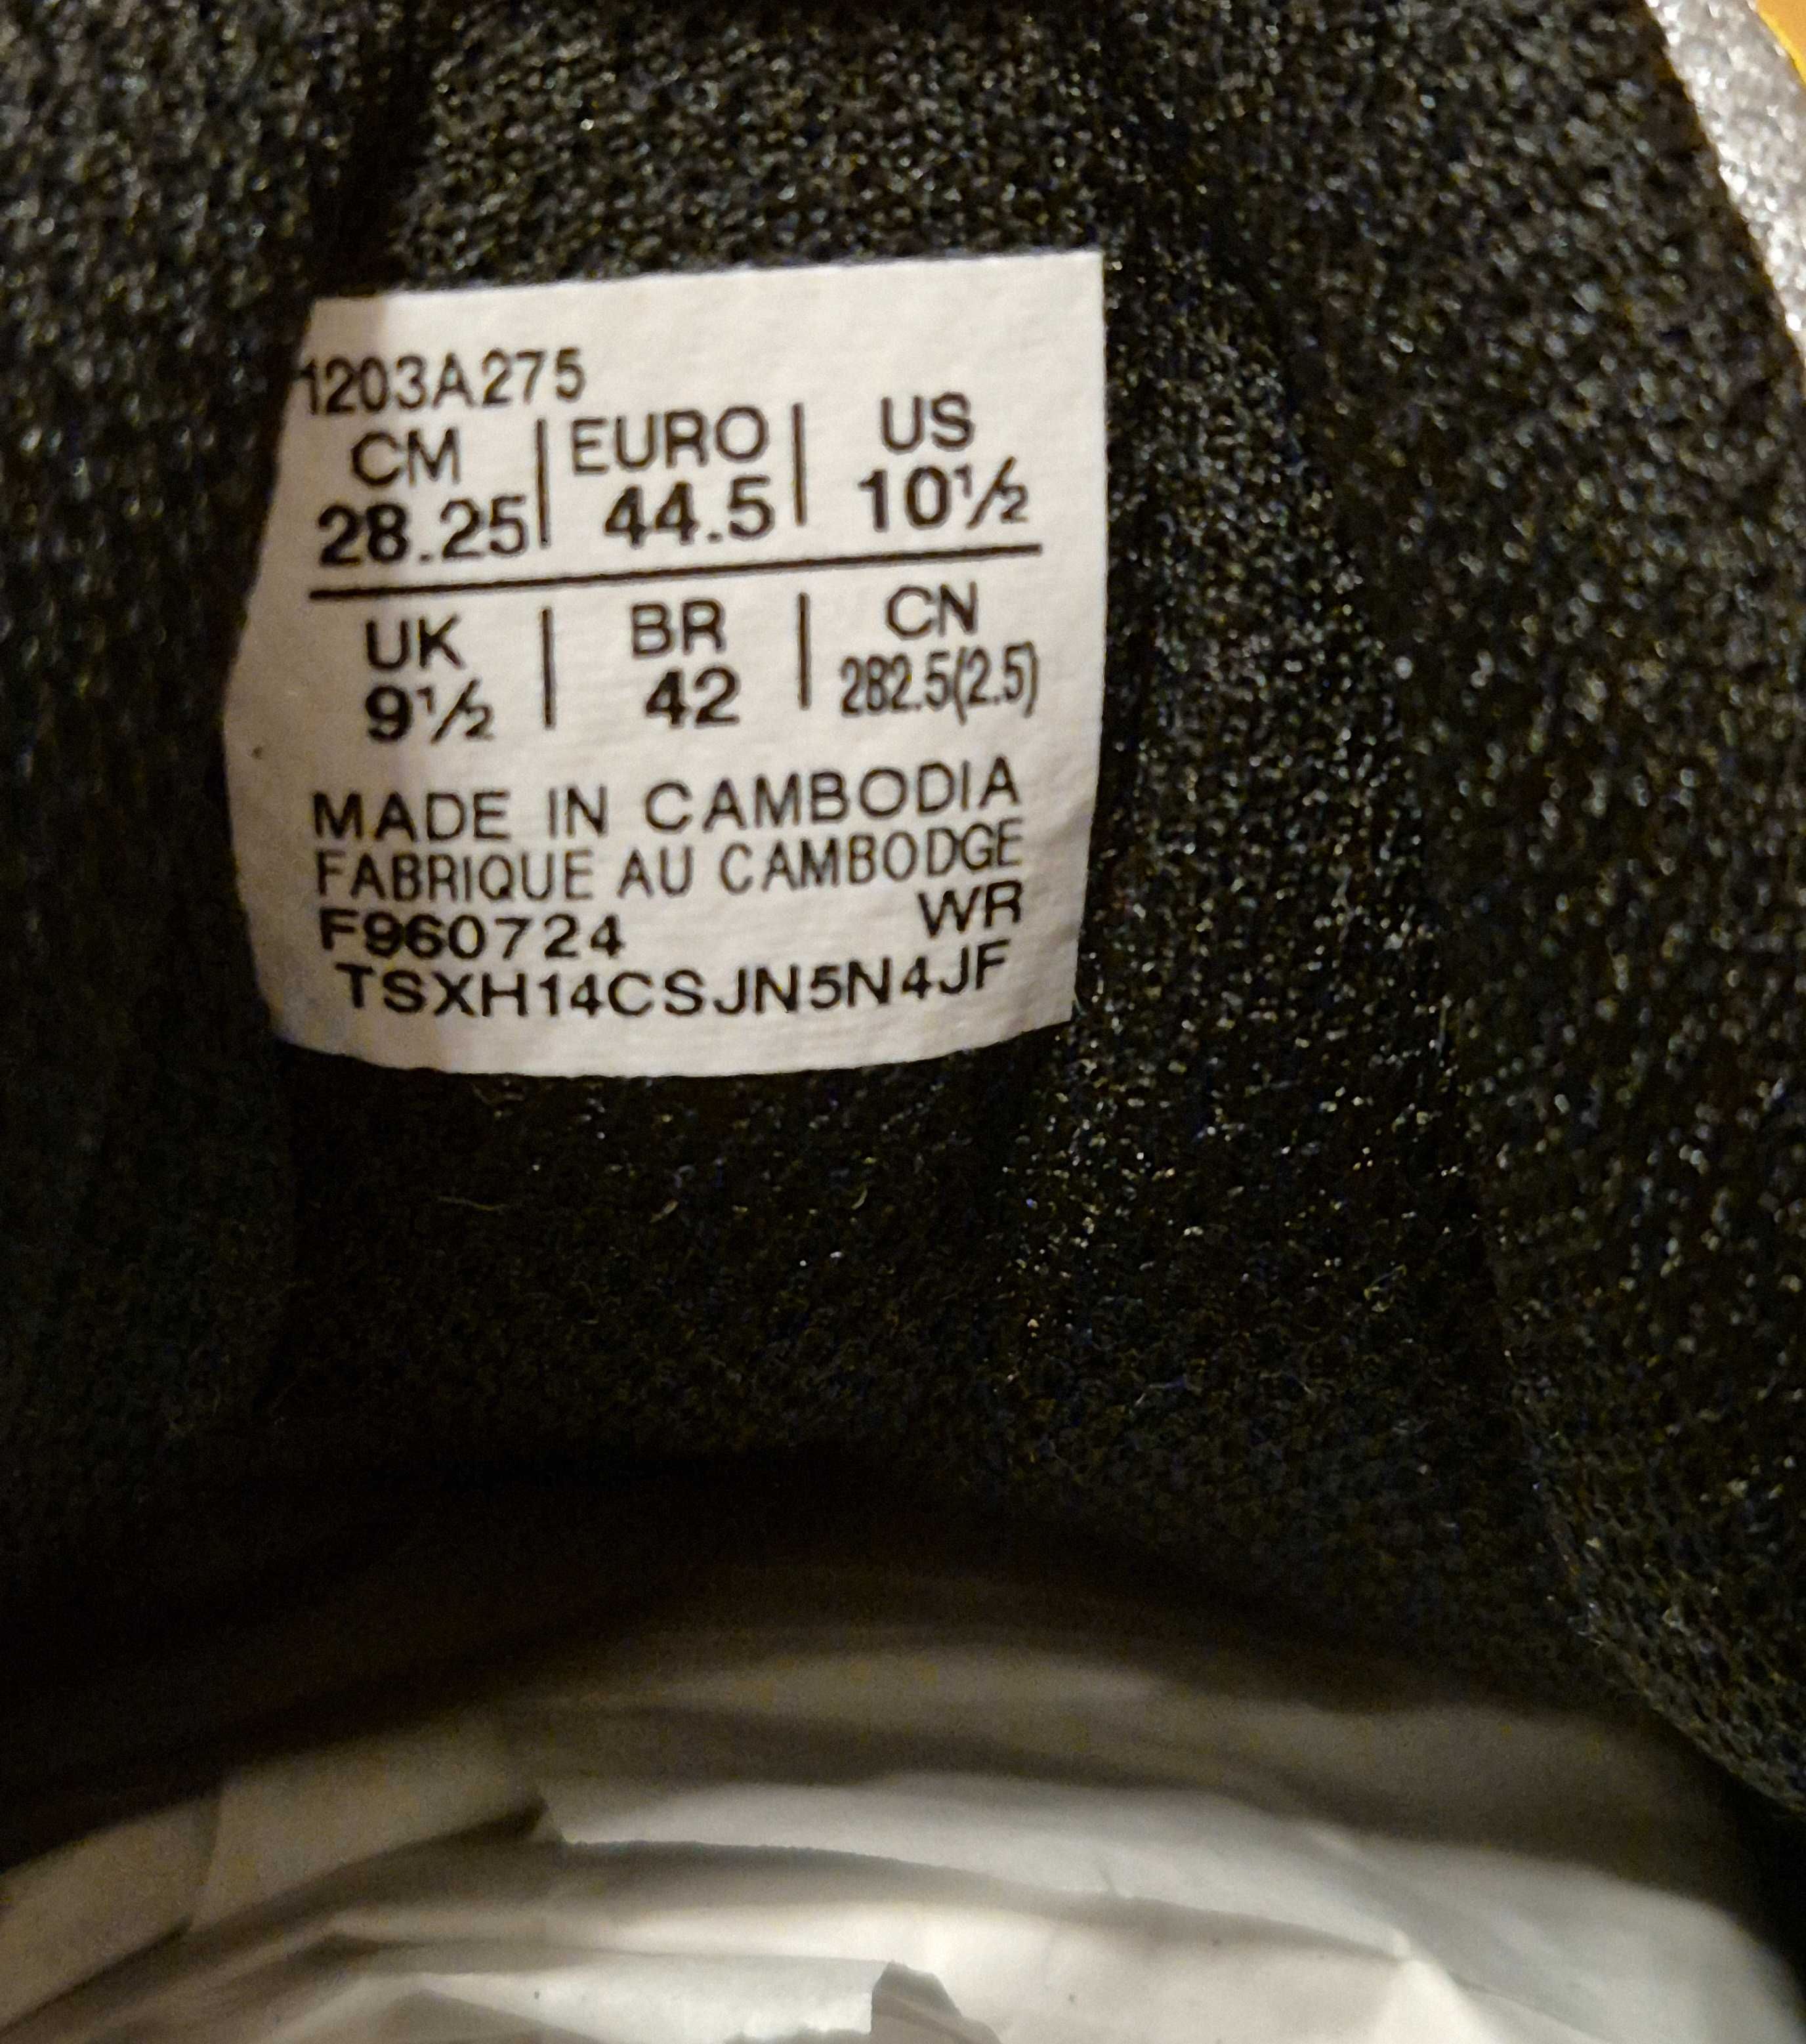 1203A275
CM | EURO | US
28.25 | 44.5 | 10½
UK | BR | CN
9½ | 42 | 282.5(2.5)
MADE IN CAMBODIA
FABRIQUE AU CAMBODGE
F960724 WR
TSXH14CSJN5N4JF